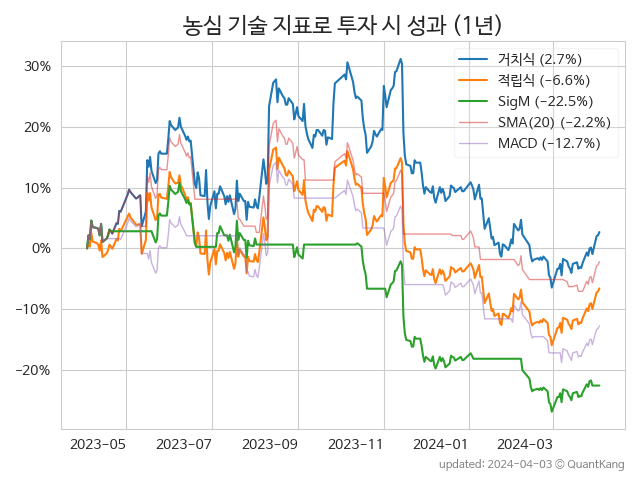 농심 기술 지표로 투자 시 성과 (1년)
거치식 (2.7%)
적립식 (−6.6%)
SigM (−22.5%)
SMA(20) (−2.2%)
MACD (−12.7%)
30%
20%
10%
0%
−10%
−20%
2023-05 2023-07 2023-09 2023-11 2024-01 2024-03
updated: 2024-04-03 © QuantKang